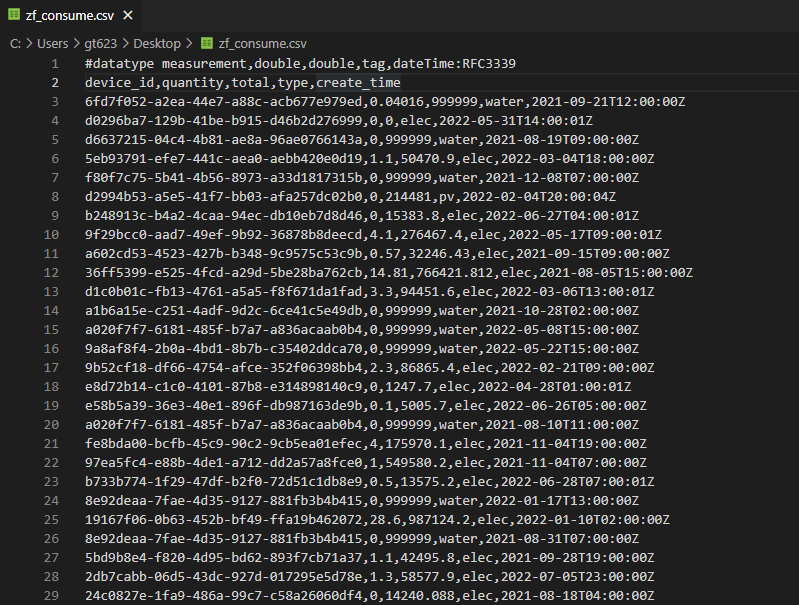 zf_consume.csv
C: > Users > gt623 > Desktop > zf_consume.csv
1 #datatype measurement,double,double,tag,dateTime:RFC3339
2 device_id,quantity,total,type,create_time
3 6fd7f052-a2ea-44e7-a88c-acb677e979ed,0.04016,999999,water,2021-09-21T12:00:00Z
4 d0296ba7-129b-41be-b915-d46b2d276999,0,0,elec,2022-05-31T14:00:01Z
5 d6637215-04c4-4b81-ae8a-96ae0766143a,0,999999,water,2021-08-19T09:00:00Z
6 5eb93791-efe7-441c-aea0-aebb420e0d19,1.1,50470.9,elec,2022-03-04T18:00:00Z
7 f80f7c75-5b41-4b56-8973-a33d1817315b,0,999999,water,2021-12-08T07:00:00Z
8 d2994b53-a5e5-41f7-bb03-afa257dc02b0,0,214481,pv,2022-02-04T20:00:04Z
9 b248913c-b4a2-4caa-94ec-db10eb7d8d46,0,15383.8,elec,2022-06-27T04:00:01Z
10 9f29bcc0-aad7-49ef-9b92-36878b8deecd,4.1,276467.4,elec,2022-05-17T09:00:01Z
11 a602cd53-4523-427b-b348-9c9575c53c9b,0.57,32246.43,elec,2021-09-15T09:00:00Z
12 36ff5399-e525-4fcd-a29d-5be28ba762cb,14.81,766421.812,elec,2021-08-05T15:00:00Z
13 d1c0b01c-fb13-4761-a5a5-f8f671da1fad,3.3,94451.6,elec,2022-03-06T13:00:01Z
14 a1b6a15e-c251-4adf-9d2c-6ce41c5e49db,0,999999,water,2021-10-28T02:00:00Z
15 a020f7f7-6181-485f-b7a7-a836acaab0b4,0,999999,water,2022-05-08T15:00:00Z
16 9a8af8f4-2b0a-4bd1-8b7b-c35402ddca70,0,999999,water,2022-05-22T15:00:00Z
17 9b52cf18-df66-4754-afce-352f06398bb4,2.3,86865.4,elec,2022-02-21T09:00:00Z
18 e8d72b14-c1c0-4101-87b8-e314898140c9,0,1247.7,elec,2022-04-28T01:00:01Z
19 e58b5a39-36e3-40e1-896f-db987163de9b,0.1,5005.7,elec,2022-06-26T05:00:00Z
20 a020f7f7-6181-485f-b7a7-a836acaab0b4,0,999999,water,2021-08-10T11:00:00Z
21 fe8bda00-bcfb-45c9-90c2-9cb5ea01efec,4,175970.1,elec,2021-11-04T19:00:00Z
22 97ea5fc4-e88b-4de1-a712-dd2a57a8fce0,1,549580.2,elec,2021-11-04T07:00:00Z
23 b733b774-1f29-47df-b2f0-72d51c1db8e9,0.5,13575.2,elec,2022-06-28T07:00:01Z
24 8e92deaa-7fae-4d35-9127-881fb3b4b415,0,999999,water,2022-01-17T13:00:00Z
25 19167f06-0b63-452b-bf49-ffa19b462072,28.6,987124.2,elec,2022-01-10T02:00:00Z
26 8e92deaa-7fae-4d35-9127-881fb3b4b415,0,999999,water,2021-08-31T07:00:00Z
27 5bd9b8e4-f820-4d95-bd62-893f7cb71a37,1.1,42495.8,elec,2021-09-28T19:00:00Z
28 2db7cabb-06d5-43dc-927d-017295e5d78e,1.3,58577.9,elec,2022-07-05T23:00:00Z
29 24c0827e-1fa9-486a-99c7-c58a26060df4,0,14240.088,elec,2021-08-18T04:00:00Z